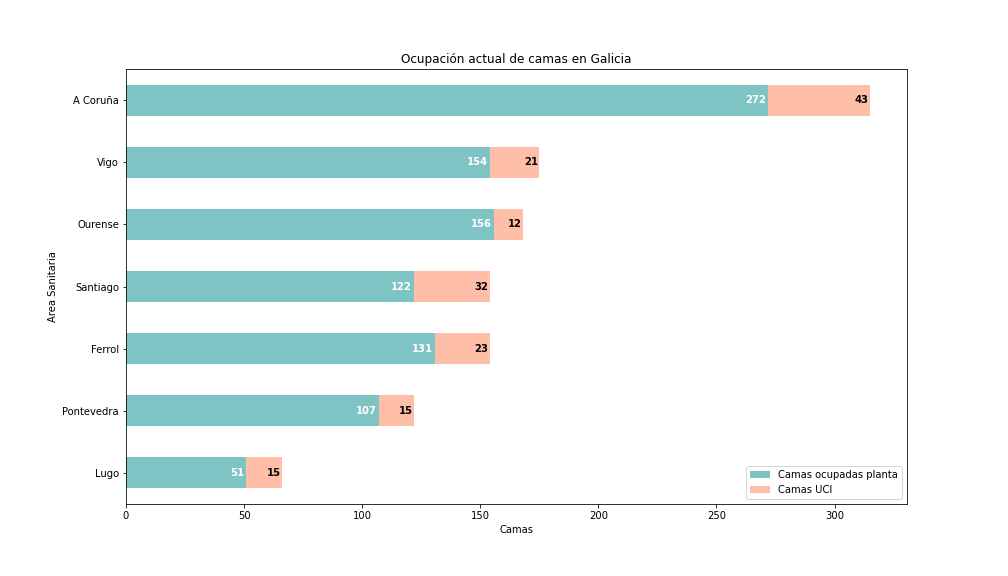 Ocupación actual de camas en Galicia
A Coruña
272
43
Vigo
154
21
Ourense
156
12
Santiago
122
32
Ferrol
131
23
Pontevedra
107
15
Lugo
51
15
Area Sanitaria
Camas ocupadas planta
Camas UCI
0 50 100 150 200 250 300
Camas